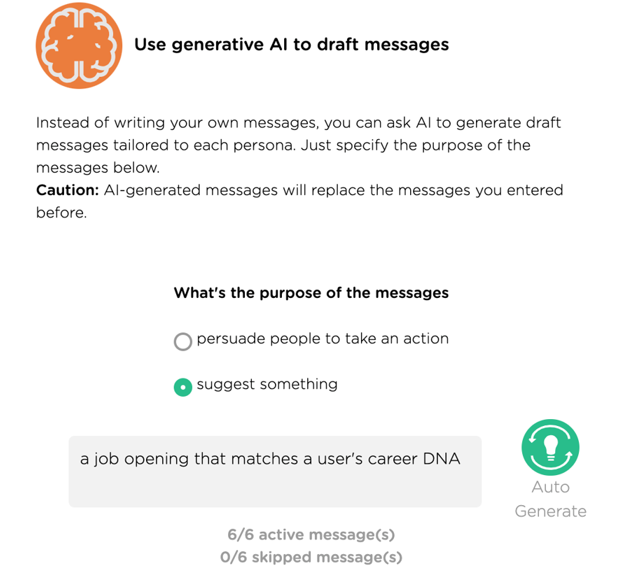 Use generative AI to draft messages
Instead of writing your own messages, you can ask AI to generate draft
messages tailored to each persona. Just specify the purpose of the
messages below.
Caution: AI-generated messages will replace the messages you entered
before.
What's the purpose of the messages
persuade people to take an action
suggest something
a job opening that matches a user's career DNA
Auto
Generate
6/6 active message(s)
0/6 skipped message(s)